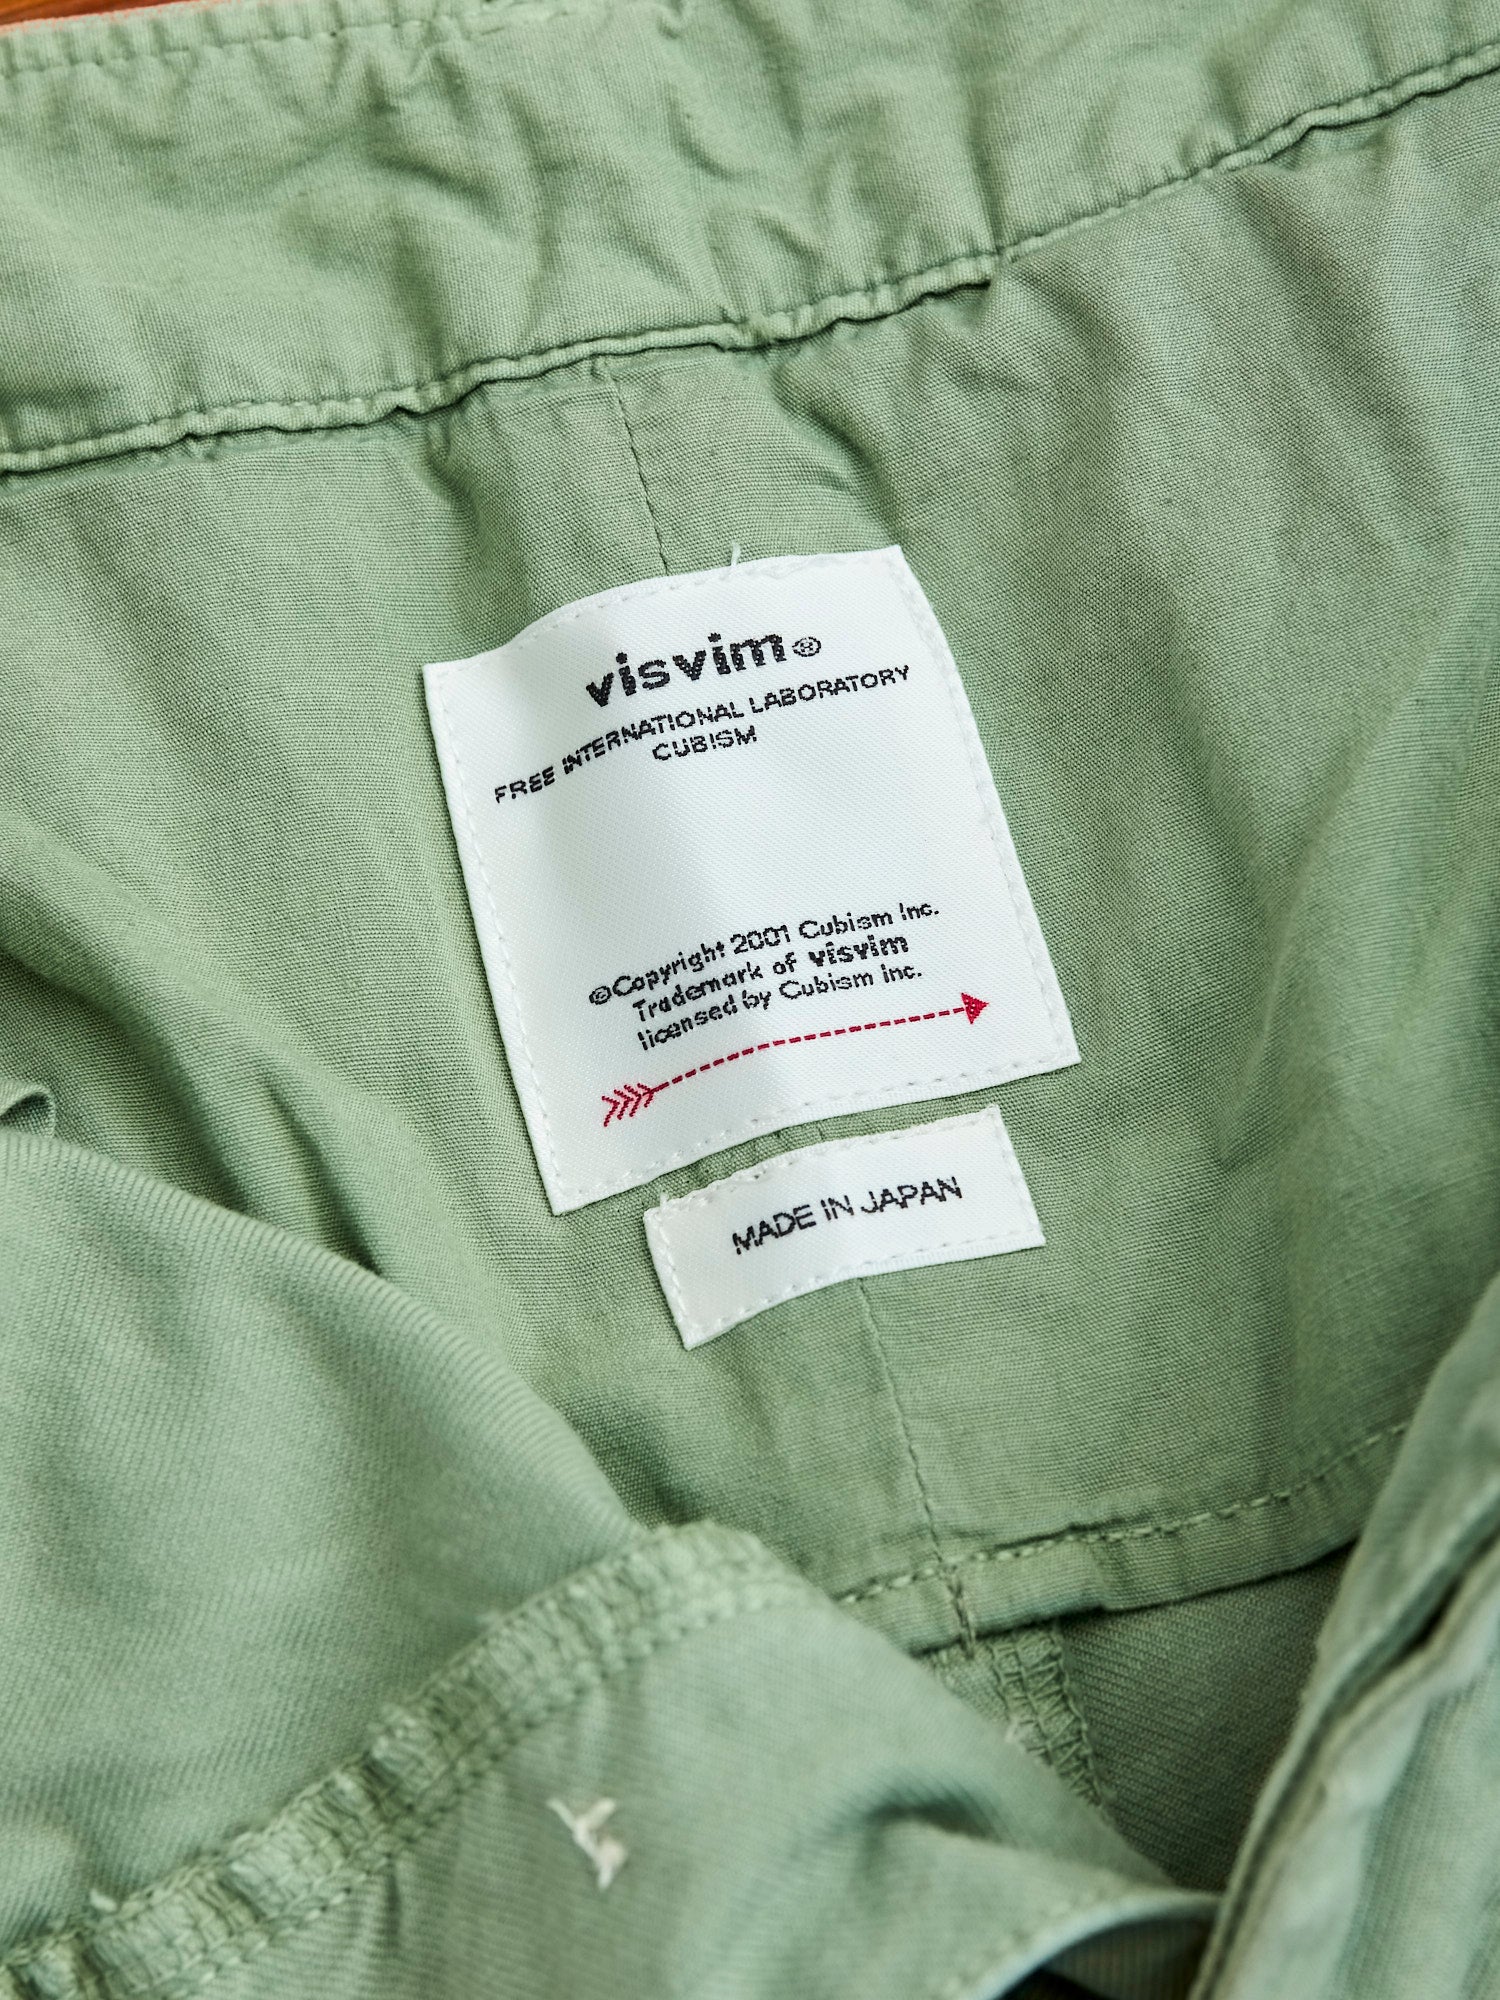 visvim®
FREE INTERNATIONAL LABORATORY
CUBISM
©Copyright 2001 Cubism Inc.
Trademark of visvim
licensed by Cubism Inc.
MADE IN JAPAN